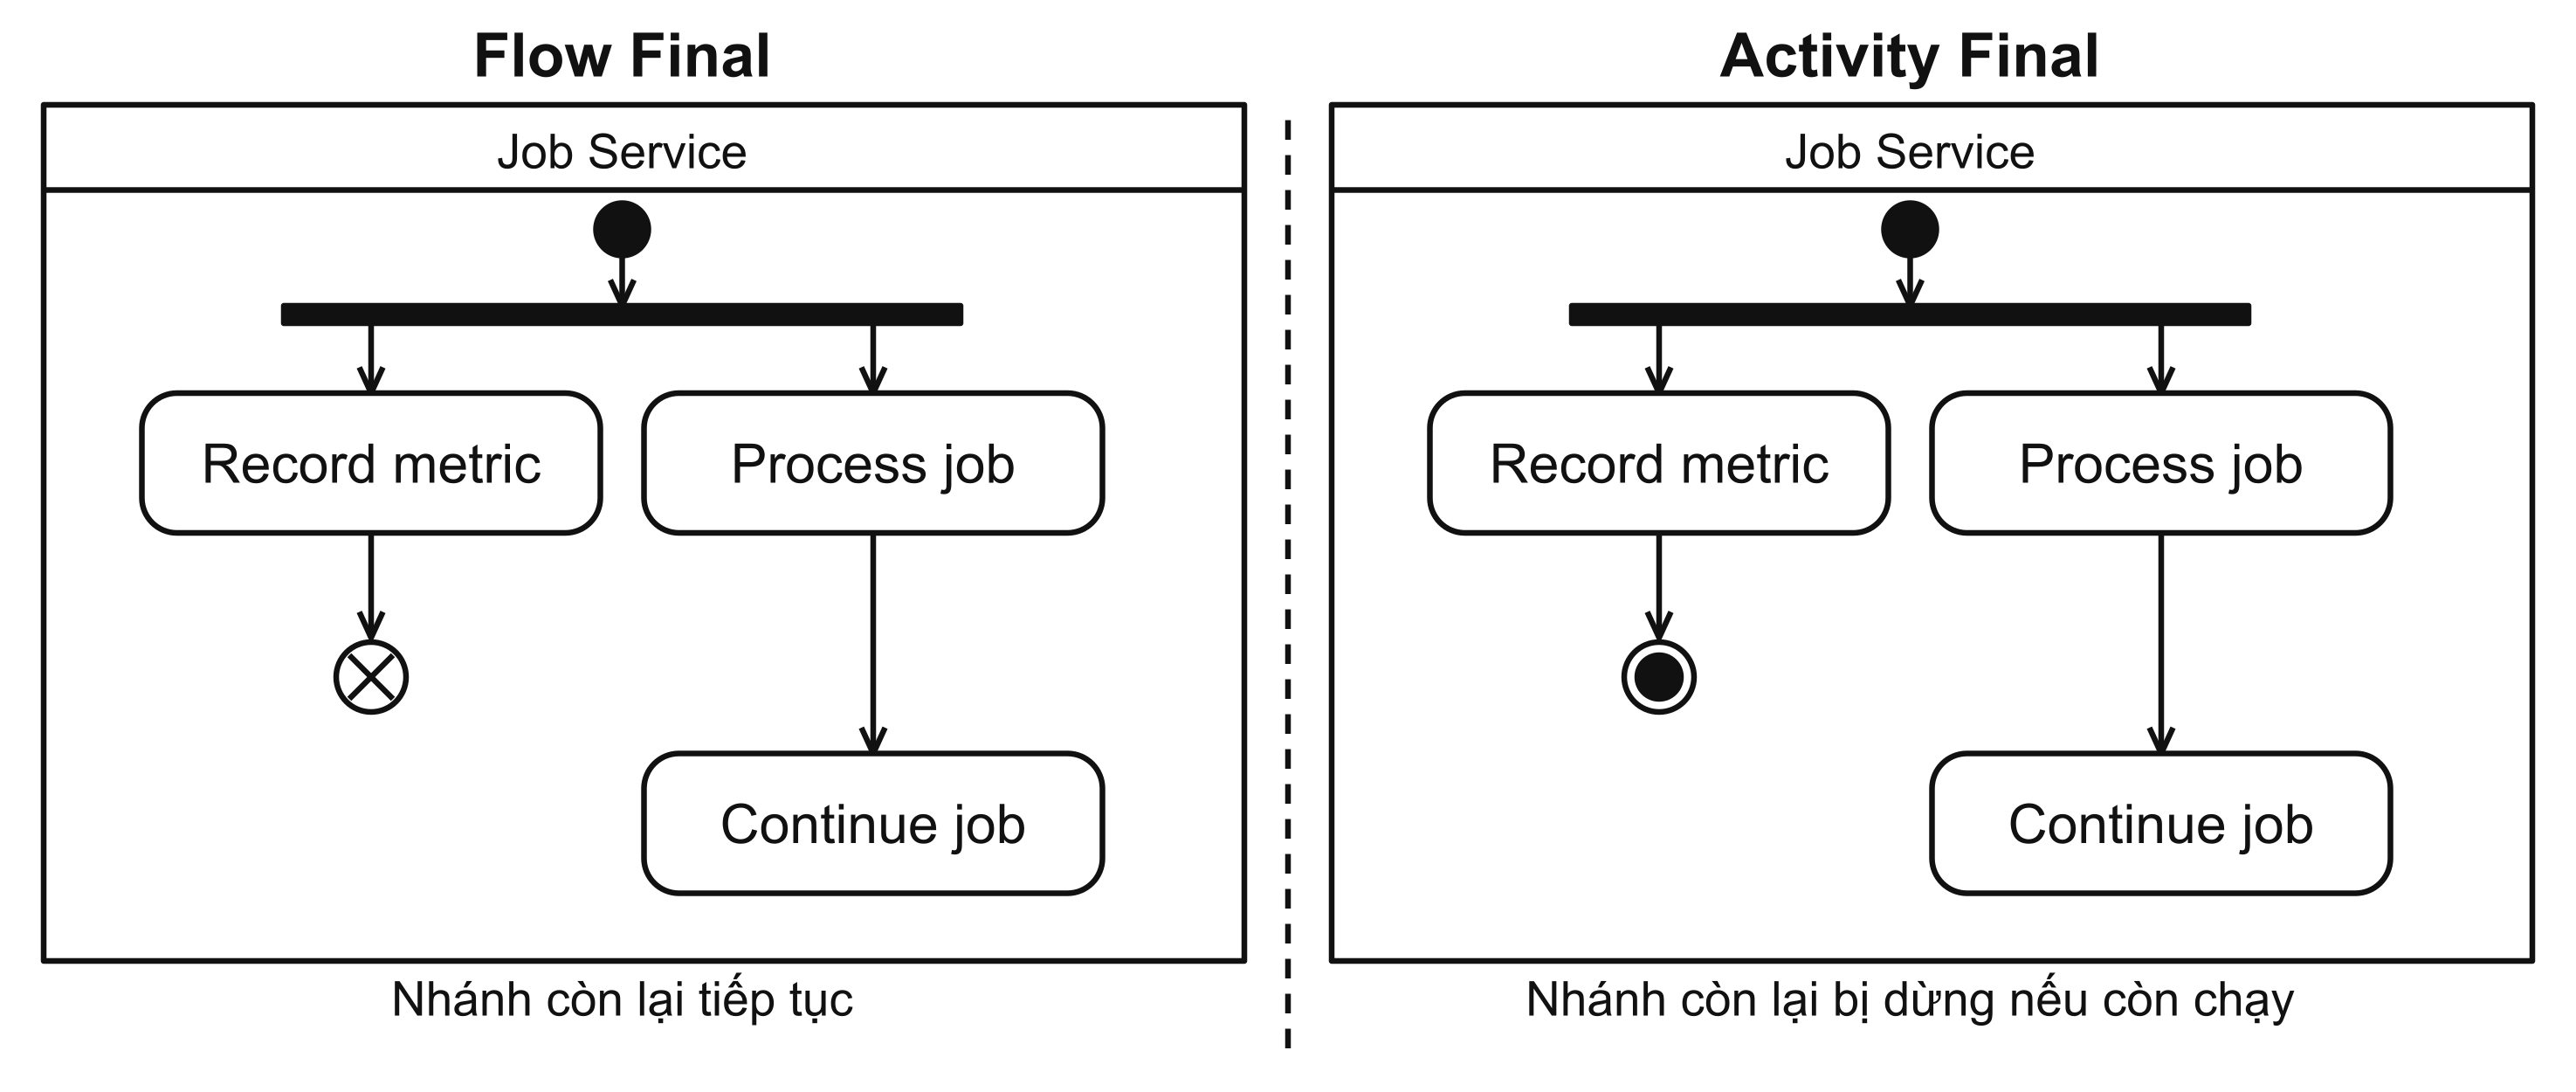 Flow Final
Job Service
Record metric
Process job
Continue job
Nhánh còn lại tiếp tục
Activity Final
Job Service
Record metric
Process job
Continue job
Nhánh còn lại bị dừng nếu còn chạy